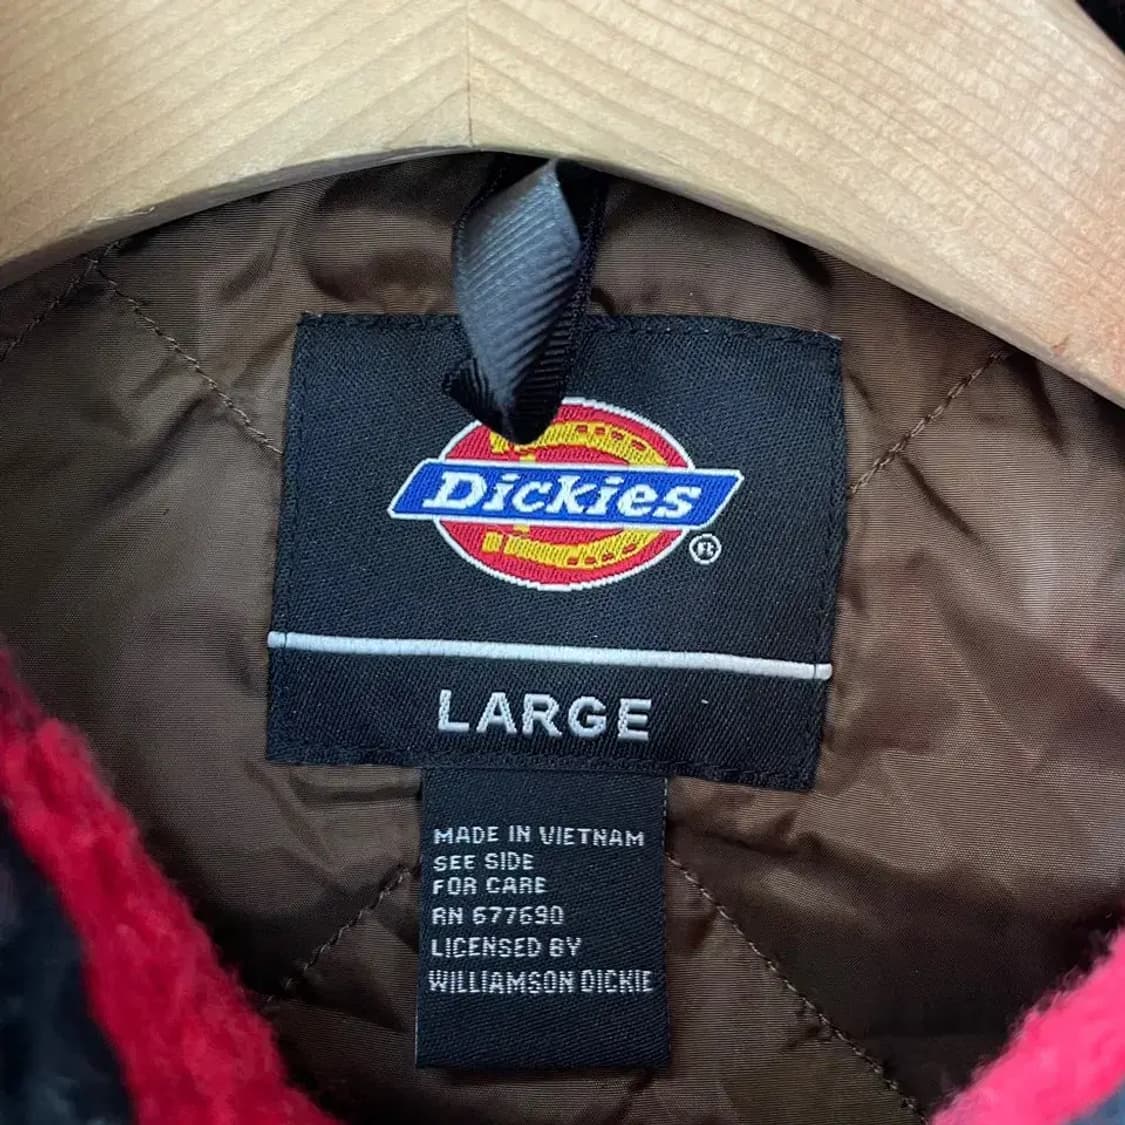 Dickies
®
LARGE
MADE IN VIETNAM
SEE SIDE
FOR CARE
RN 677690
LICENSED BY
WILLIAMSON DICKIE